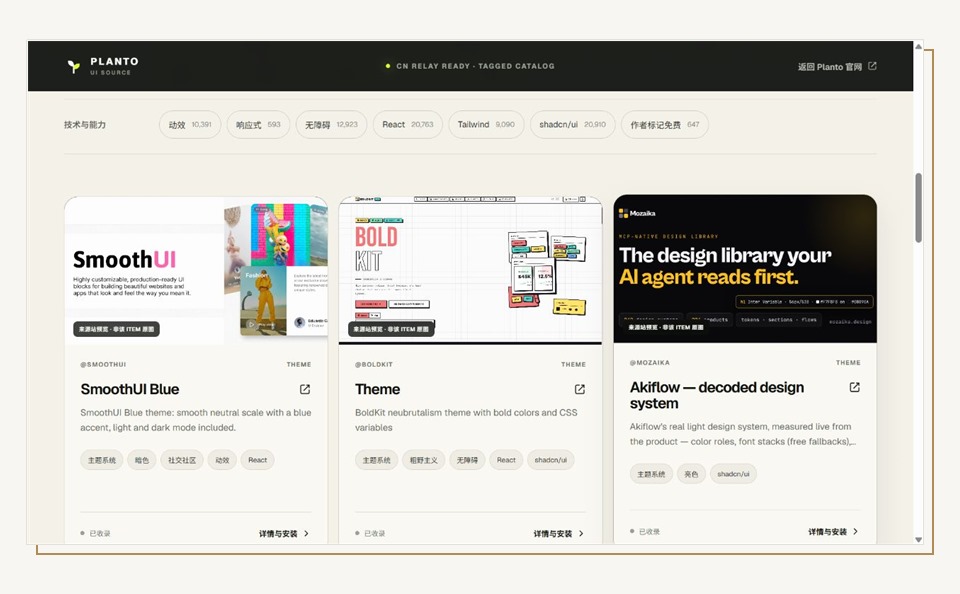 PLANTO
UI SOURCE
CN RELAY READY · TAGGED CATALOG
返回 Planto 官网
技术与能力
动效 10,391
响应式 593
无障碍 12,923
React 20,763
Tailwind 9,090
shadcn/ui 20,910
作者标记免费 647
SmoothUI
Highly customizable, production-ready UI
blocks for building beautiful websites and
apps that look and feel the way you mean it.
Fashion
来源站预览 · 非该 ITEM 原图
@SMOOTHUI
THEME
SmoothUI Blue
SmoothUI Blue theme: smooth neutral scale with a blue
accent, light and dark mode included.
主题系统
暗色
社交社区
动效
React
已收录
详情与安装
BOLDKIT
BOLD
KIT
来源站预览 · 非该 ITEM 原图
@BOLDKIT
THEME
Theme
BoldKit neubrutalism theme with bold colors and CSS
variables
主题系统
粗野主义
无障碍
React
shadcn/ui
已收录
详情与安装
Mozaika
MCP-NATIVE DESIGN LIBRARY
The design library your
AI agent reads first.
products
tokens · sections · flows
mozaika.design
来源站预览 · 非该 ITEM 原图
@MOZAIKA
THEME
Akiflow — decoded design
system
Akiflow's real light design system, measured live from
the product — color roles, font stacks (free fallbacks),...
主题系统
亮色
shadcn/ui
已收录
详情与安装